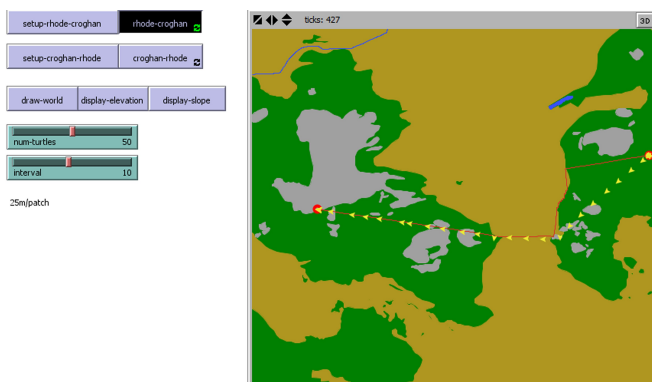 setup-rhode-croghan rhode-croghan
setup-croghan-rhode croghan-rhode
draw-world display-elevation display-slope
num-turtles 50
interval 10
25m/patch
ticks: 427 3D